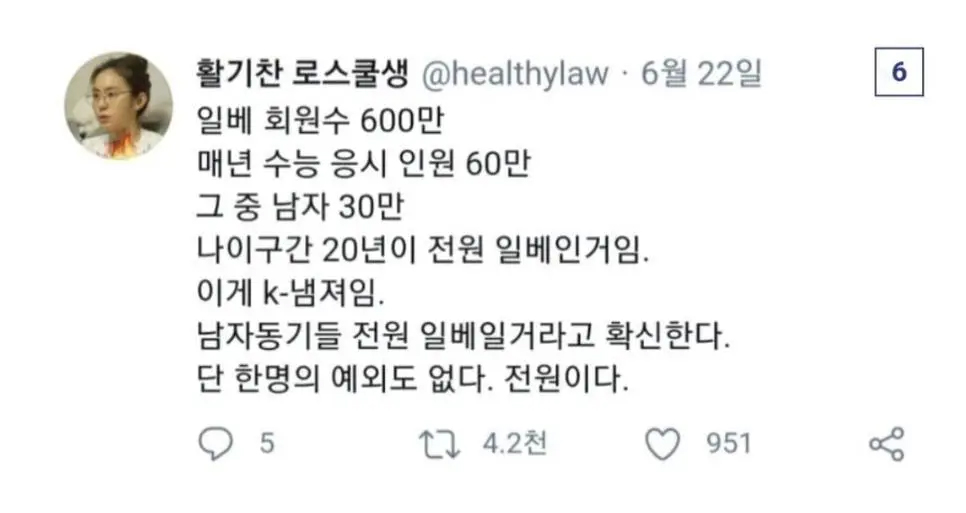 활기찬 로스쿨생 @healthylaw · 6월 22일
6
일베 회원수 600만
매년 수능 응시 인원 60만
그 중 남자 30만
나이구간 20년이 전원 일베인거임.
이게 k-냄져임.
남자동기들 전원 일베일거라고 확신한다.
단 한명의 예외도 없다. 전원이다.
5 4.2천 951